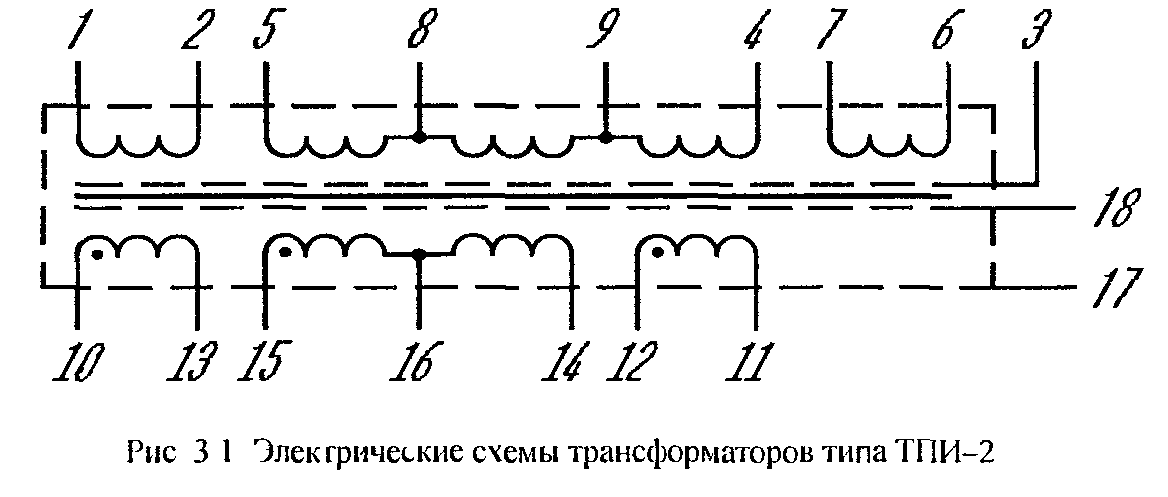 1 2 5 8 9 4 7 6 3
18
17
10 13 15 16 14 12 11
Рис 3 1 Электрические схемы трансформаторов типа ТПИ–2